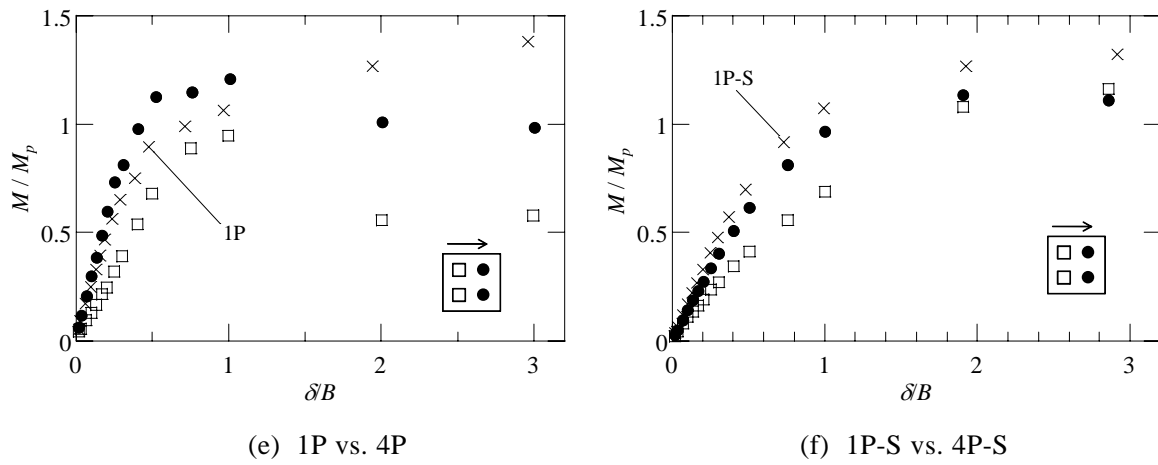 1.5
1
0.5
0
M / M_p
1P
0 1 2 3
δ/B
(e) 1P vs. 4P
1.5
1
0.5
0
M / M_p
1P-S
0 1 2 3
δ/B
(f) 1P-S vs. 4P-S